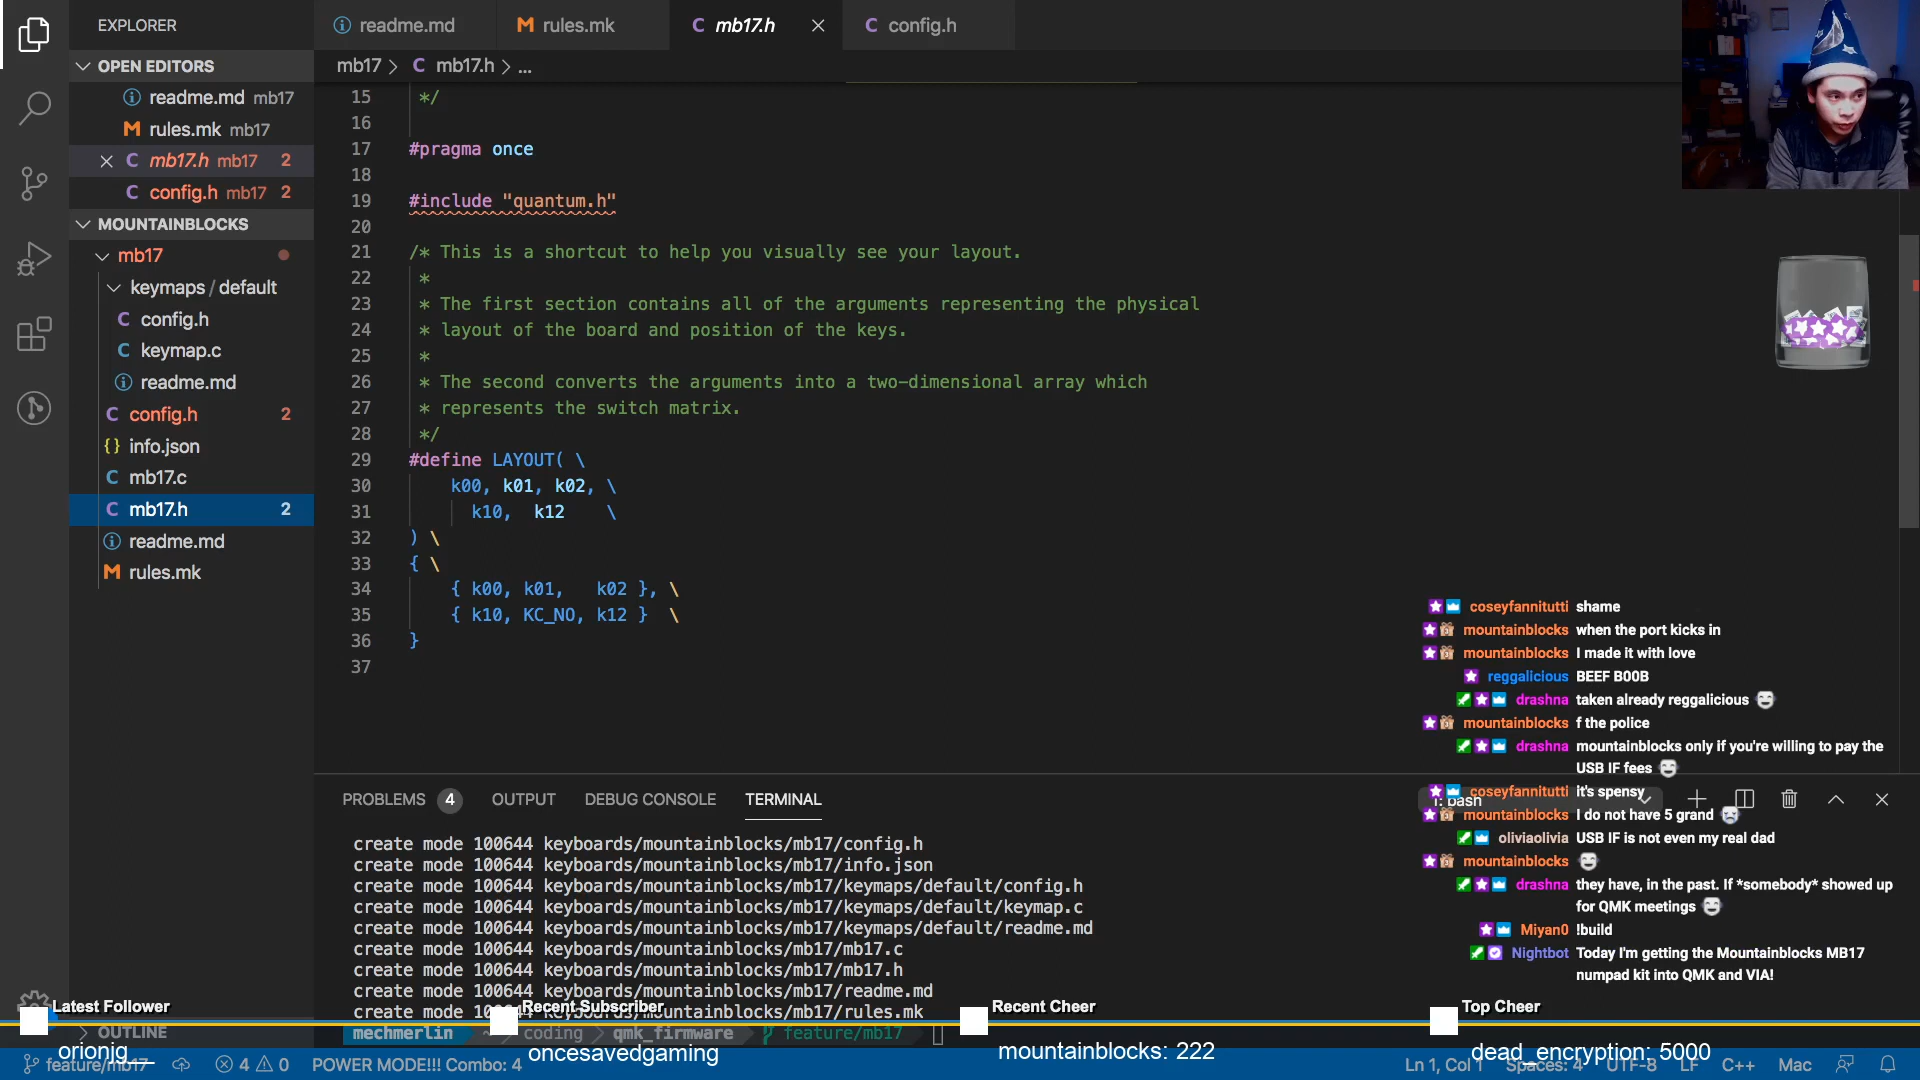 EXPLORER
OPEN EDITORS
readme.md mb17
rules.mk mb17
mb17.h mb17 2
config.h mb17 2
MOUNTAINBLOCKS
mb17
keymaps / default
config.h
keymap.c
readme.md
config.h 2
info.json
mb17.c
mb17.h 2
readme.md
rules.mk
OUTLINE
readme.md
rules.mk
mb17.h
config.h
mb17 > C mb17.h > ...
15 */
16
17 #pragma once
18
19 #include "quantum.h"
20
21 /* This is a shortcut to help you visually see your layout.
22 *
23 * The first section contains all of the arguments representing the physical
24 * layout of the board and position of the keys.
25 *
26 * The second converts the arguments into a two-dimensional array which
27 * represents the switch matrix.
28 */
29 #define LAYOUT( \
30 k00, k01, k02, \
31 k10, k12 \
32 ) \
33 { \
34 { k00, k01, k02 }, \
35 { k10, KC_NO, k12 } \
36 }
37
PROBLEMS 4 OUTPUT DEBUG CONSOLE TERMINAL
1: bash
create mode 100644 keyboards/mountainblocks/mb17/config.h
create mode 100644 keyboards/mountainblocks/mb17/info.json
create mode 100644 keyboards/mountainblocks/mb17/keymaps/default/config.h
create mode 100644 keyboards/mountainblocks/mb17/keymaps/default/keymap.c
create mode 100644 keyboards/mountainblocks/mb17/keymaps/default/readme.md
create mode 100644 keyboards/mountainblocks/mb17/mb17.c
create mode 100644 keyboards/mountainblocks/mb17/mb17.h
create mode 100644 keyboards/mountainblocks/mb17/readme.md
create mode 100644 keyboards/mountainblocks/mb17/rules.mk
mechmerlin ~ coding qmk_firmware feature/mb17
coseyfannitutti shame
mountainblocks when the port kicks in
mountainblocks I made it with love
reggalicious BEEF B00B
drashna taken already reggalicious
mountainblocks f the police
drashna mountainblocks only if you're willing to pay the
USB IF fees
coseyfannitutti it's spensy
mountainblocks I do not have 5 grand
oliviaolivia USB IF is not even my real dad
mountainblocks
drashna they have, in the past. If *somebody* showed up
for QMK meetings
Miyan0 !build
Nightbot Today I'm getting the Mountainblocks MB17
numpad kit into QMK and VIA!
Latest Follower
orionjg__
Recent Subscriber
oncesavedgaming
Recent Cheer
mountainblocks: 222
Top Cheer
dead_encryption: 5000
feature/mb17 4 0 POWER MODE!!! Combo: 4
Ln 1, Col 1 Spaces: 4 UTF-8 LF C++ Mac